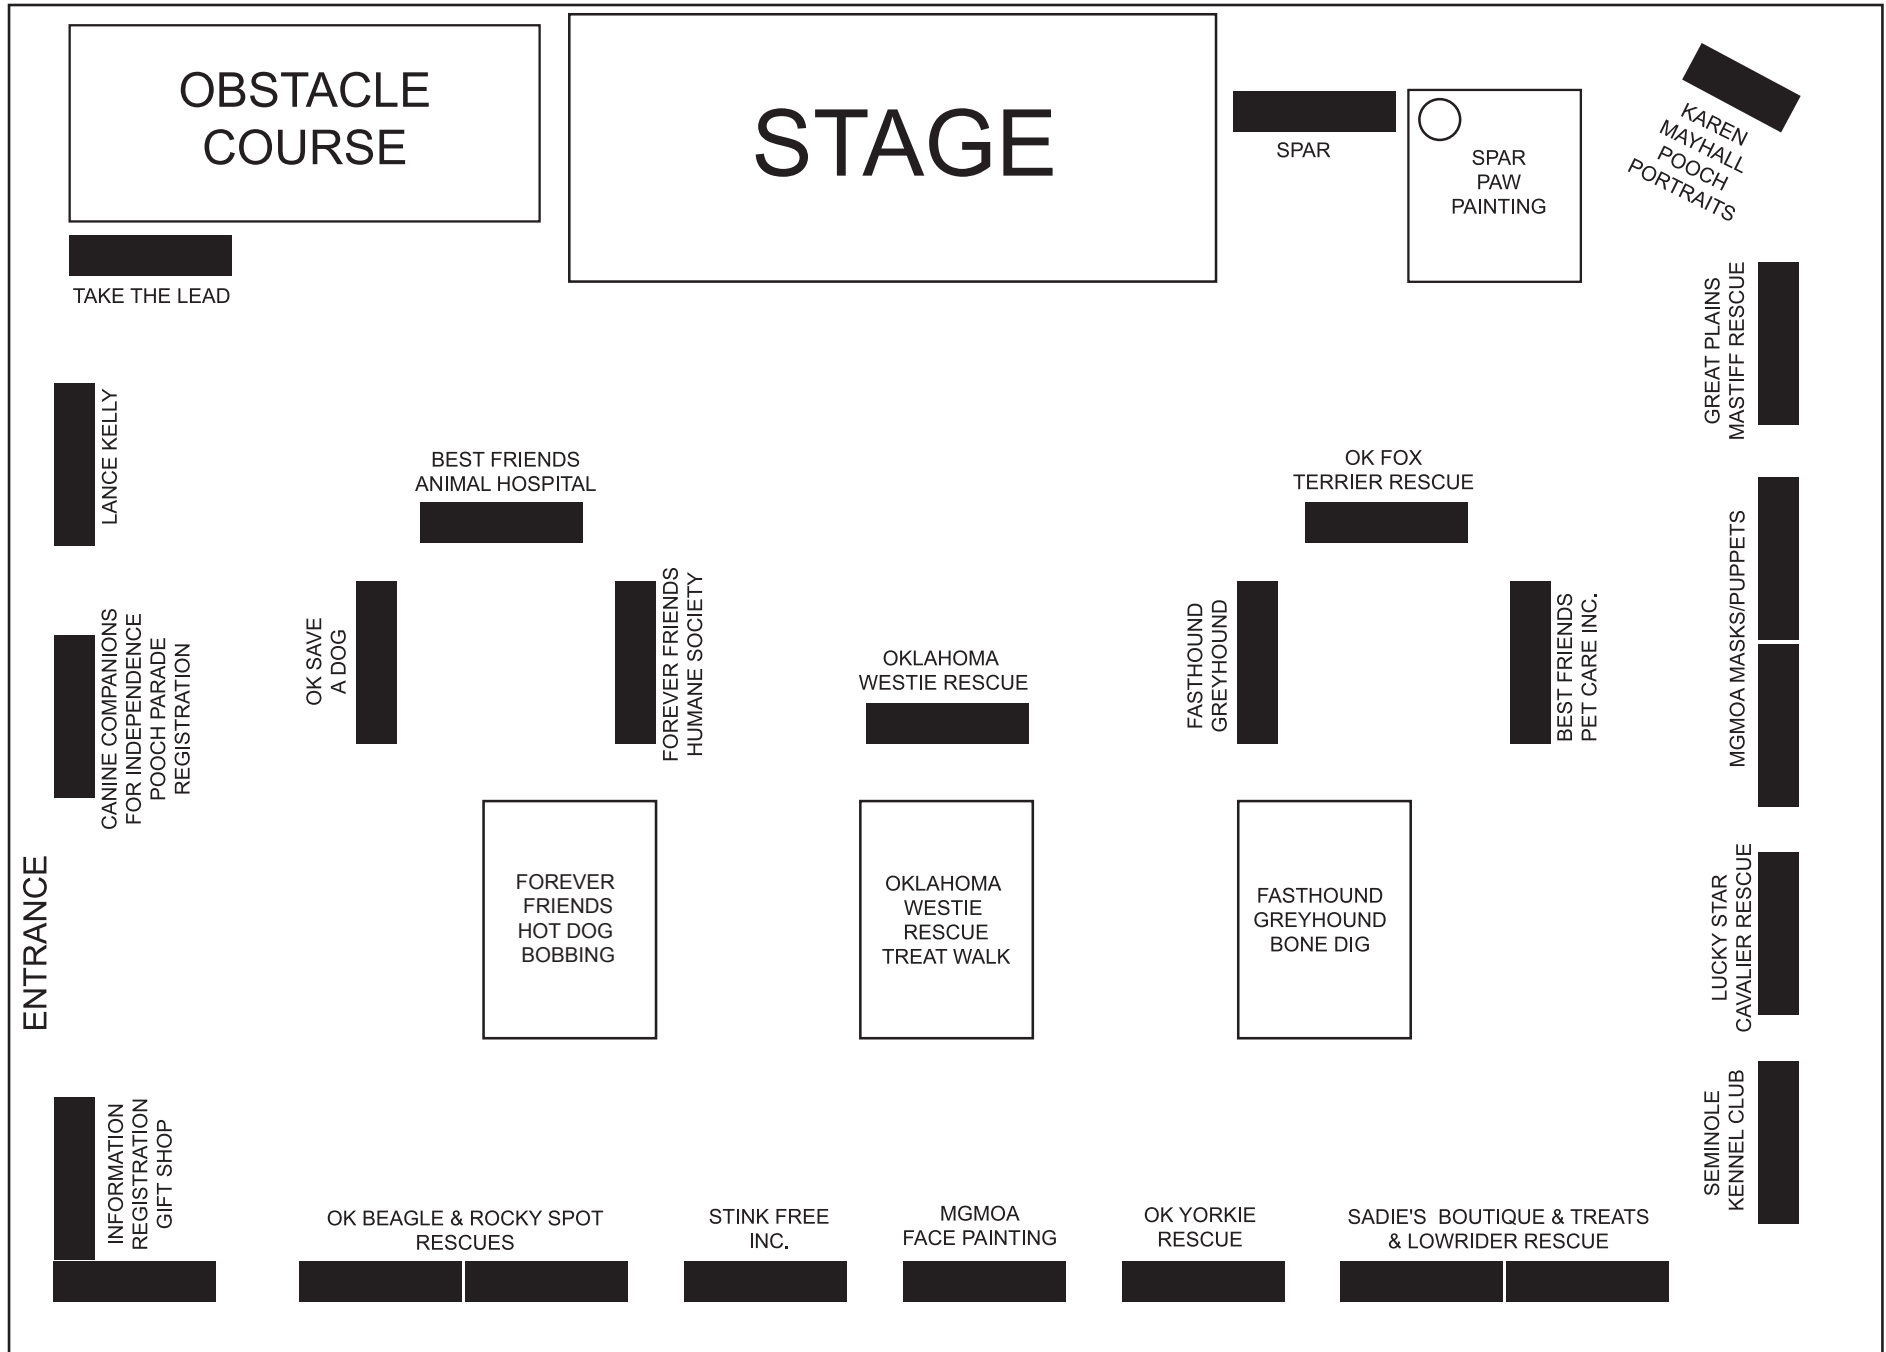 OBSTACLE
COURSE
STAGE
SPAR
SPAR
PAW
PAINTING
KAREN
MAYHALL
POOCH
PORTRAITS
TAKE THE LEAD
GREAT PLAINS
MASTIFF RESCUE
LANCE KELLY
BEST FRIENDS
ANIMAL HOSPITAL
OK FOX
TERRIER RESCUE
MGMOA MASKS/PUPPETS
CANINE COMPANIONS
FOR INDEPENDENCE
POOCH PARADE
REGISTRATION
OK SAVE
A DOG
FOREVER FRIENDS
HUMANE SOCIETY
OKLAHOMA
WESTIE RESCUE
FASTHOUND
GREYHOUND
BEST FRIENDS
PET CARE INC.
ENTRANCE
FOREVER
FRIENDS
HOT DOG
BOBBING
OKLAHOMA
WESTIE
RESCUE
TREAT WALK
FASTHOUND
GREYHOUND
BONE DIG
LUCKY STAR
CAVALIER RESCUE
SEMINOLE
KENNEL CLUB
INFORMATION
REGISTRATION
GIFT SHOP
OK BEAGLE & ROCKY SPOT
RESCUES
STINK FREE
INC.
MGMOA
FACE PAINTING
OK YORKIE
RESCUE
SADIE'S BOUTIQUE & TREATS
& LOWRIDER RESCUE